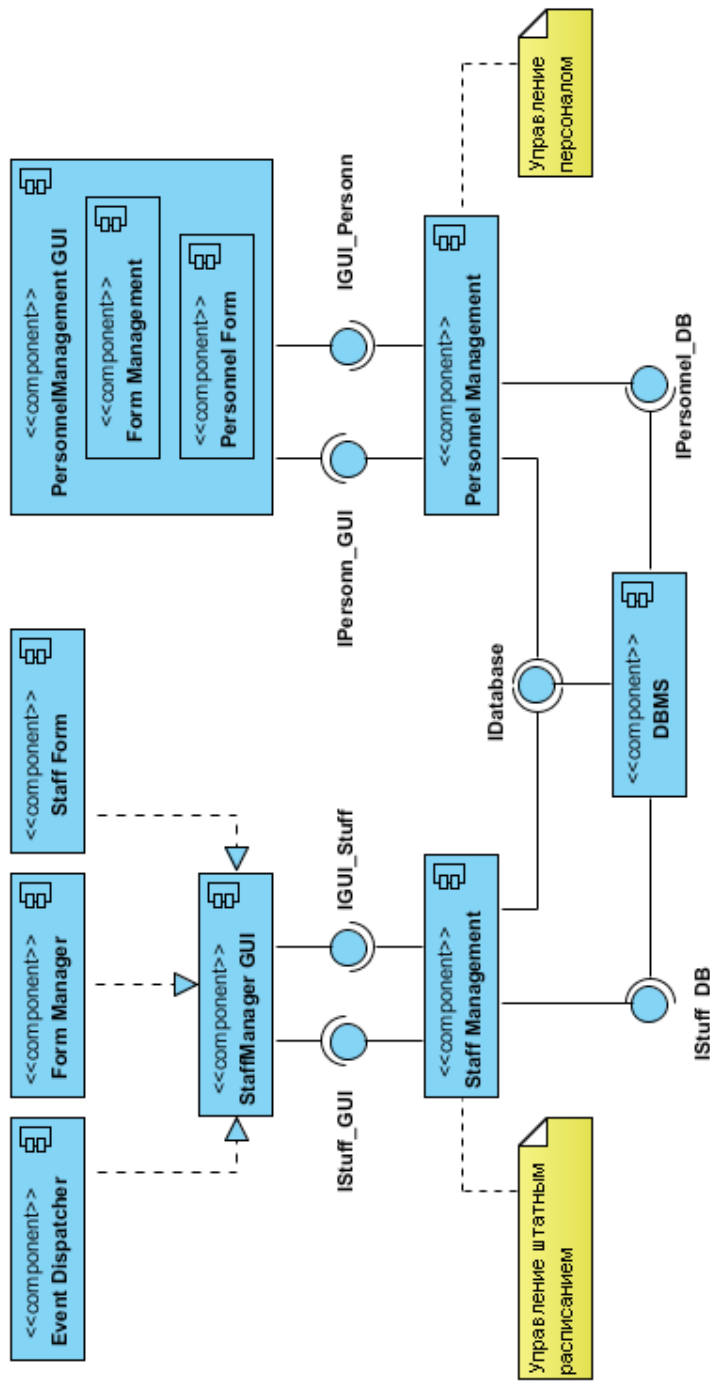 <<component>>
Event Dispatcher
<<component>>
Form Manager
<<component>>
Staff Form
<<component>>
PersonnelManagement GUI
<<component>>
Form Management
<<component>>
Personnel Form
<<component>>
StaffManager GUI
IStuff_GUI
IGUI_Stuff
IPersonn_GUI
IGUI_Personn
<<component>>
Staff Management
<<component>>
Personnel Management
IDatabase
Управление штатным
расписанием
Управление
персоналом
<<component>>
DBMS
IStuff_DB
IPersonnel_DB